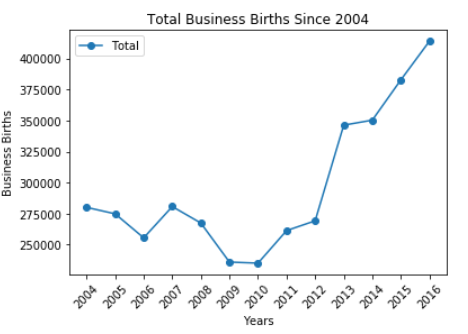 Total Business Births Since 2004
Total
Business Births
400000
375000
350000
325000
300000
275000
250000
2004 2005 2006 2007 2008 2009 2010 2011 2012 2013 2014 2015 2016
Years